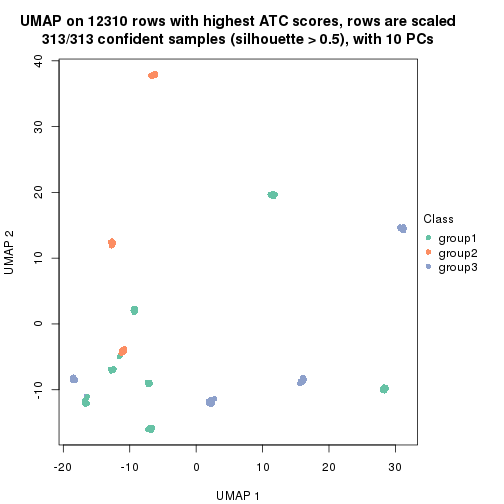 UMAP on 12310 rows with highest ATC scores, rows are scaled
313/313 confident samples (silhouette > 0.5), with 10 PCs
40
30
20
10
0
-10
UMAP 2
-20
-10
0
10
20
30
UMAP 1
Class
group1
group2
group3